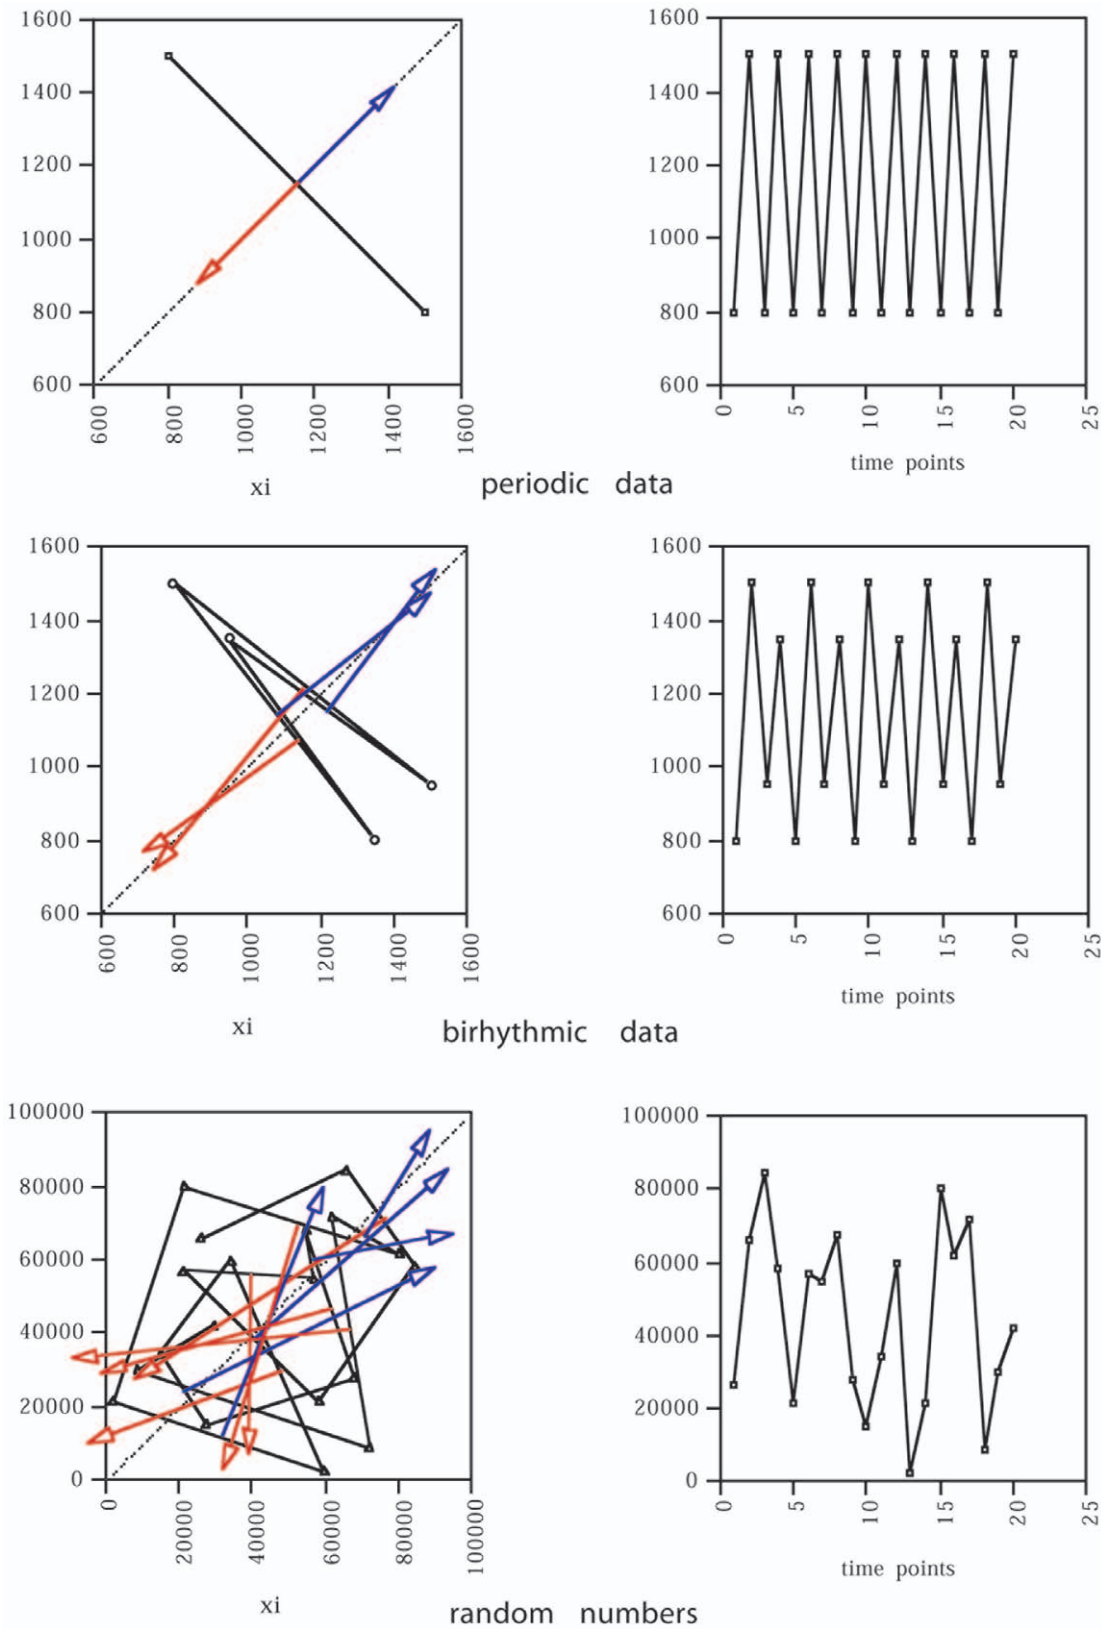 1600
1400
1200
1000
800
600
600 800 1000 1200 1400 1600
xi
1600
1400
1200
1000
800
600
0 5 10 15 20 25
time points
periodic data
1600
1400
1200
1000
800
600
600 800 1000 1200 1400 1600
xi
1600
1400
1200
1000
800
600
0 5 10 15 20 25
time points
birhythmic data
100000
80000
60000
40000
20000
0
0 20000 40000 60000 80000 100000
xi
100000
80000
60000
40000
20000
0
0 5 10 15 20 25
time points
random numbers